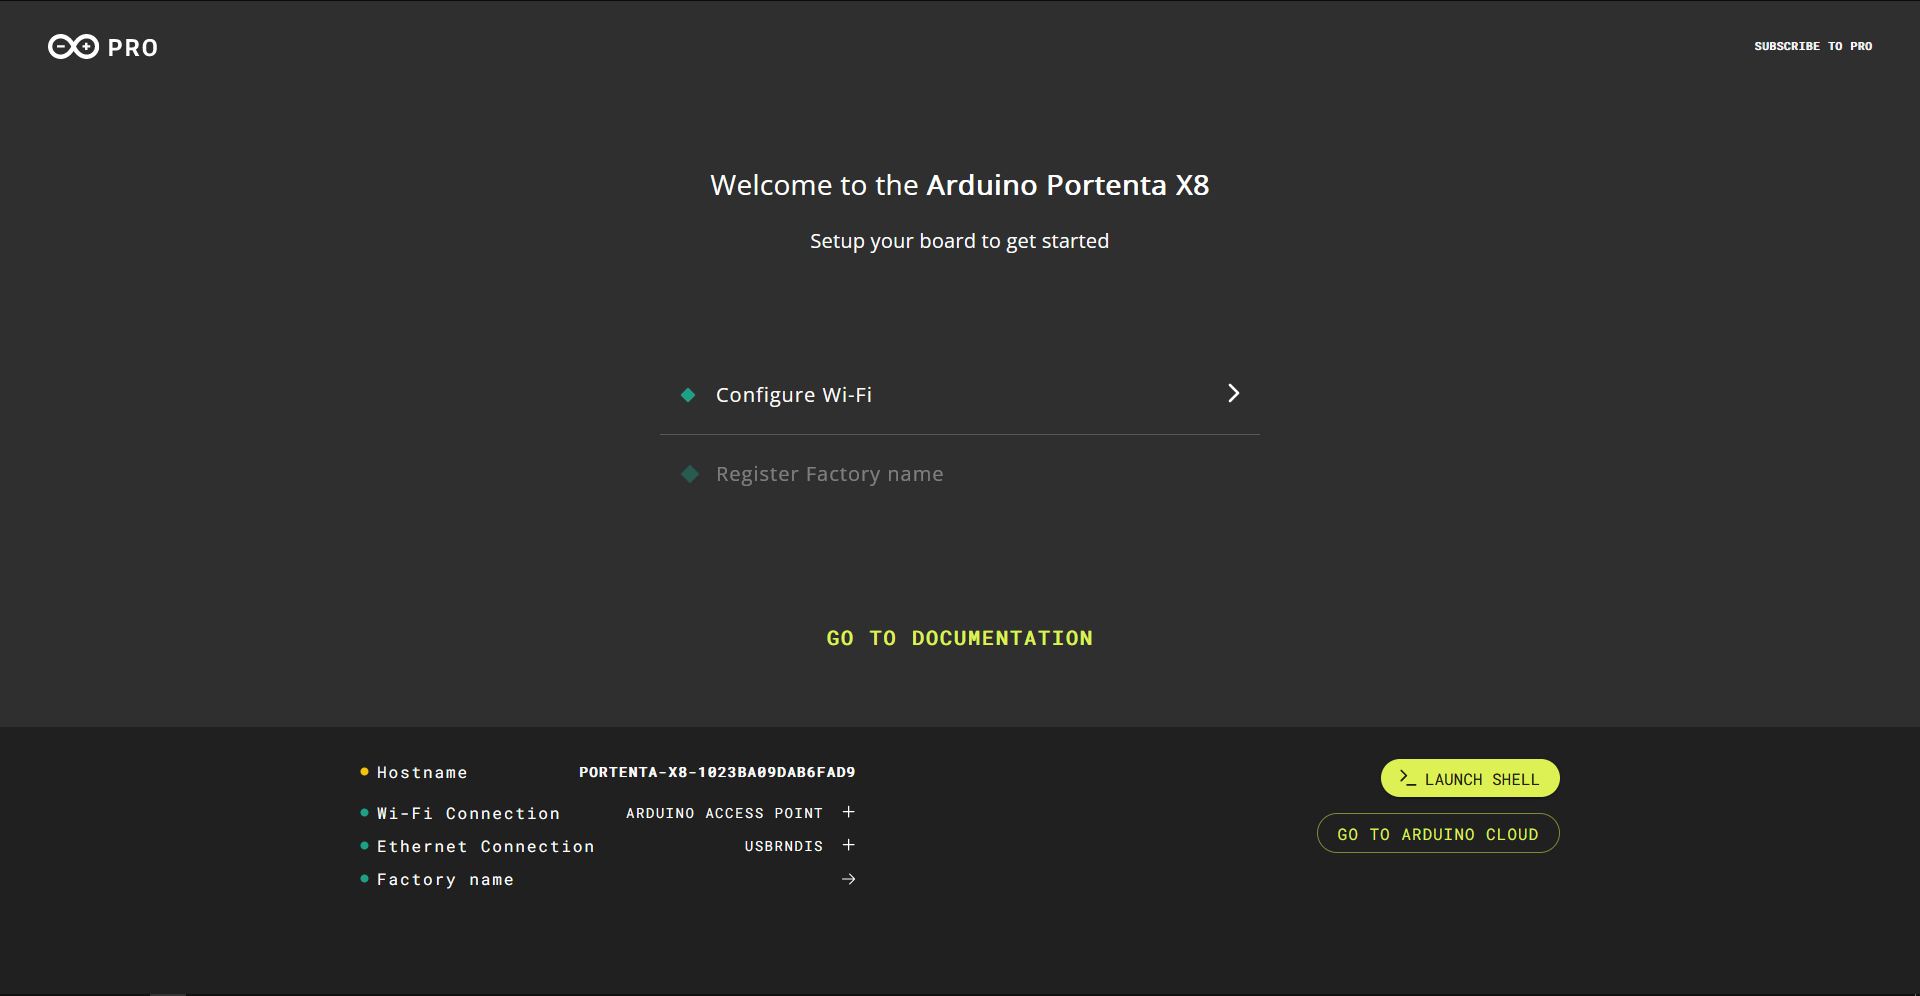 PRO
SUBSCRIBE TO PRO
Welcome to the Arduino Portenta X8
Setup your board to get started
Configure Wi-Fi
Register Factory name
GO TO DOCUMENTATION
Hostname PORTENTA-X8-1023BA09DAB6FAD9
Wi-Fi Connection ARDUINO ACCESS POINT +
Ethernet Connection USBRNDIS +
Factory name →
>_ LAUNCH SHELL
GO TO ARDUINO CLOUD